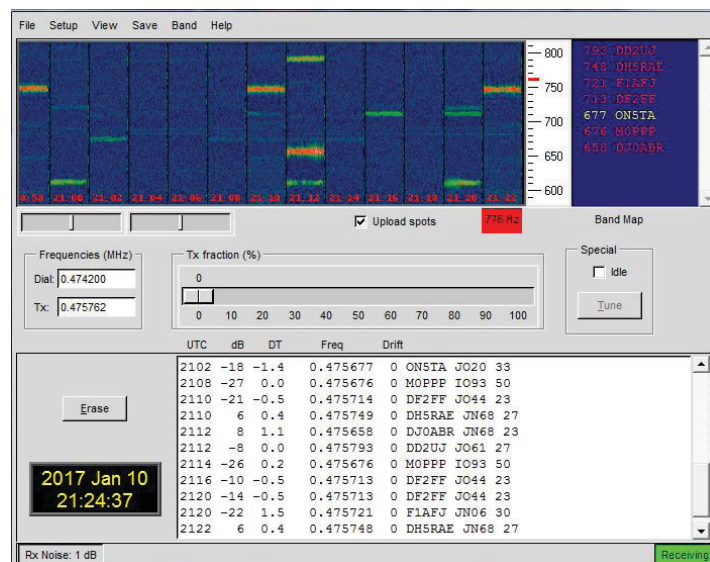 File Setup View Save Band Help
800
750
700
650
600
793 DD2UJ
748 DH5RAE
721 F1AFJ
713 DF2FF
677 ON5TA
676 M0PPP
658 DJ0ABR
0:58 21:00 21:02 21:04 21:06 21:08 21:10 21:12 21:14 21:16 21:18 21:20 21:22
Upload spots 776 Hz Band Map
Frequencies (MHz)
Dial: 0.474200
Tx: 0.475762
Tx fraction (%)
0
0 10 20 30 40 50 60 70 80 90 100
Special
Idle
Tune
UTC dB DT Freq Drift
2102 -18 -1.4 0.475677 0 ON5TA JO20 33
2108 -27 0.0 0.475676 0 M0PPP IO93 50
2110 -21 -0.5 0.475714 0 DF2FF JO44 23
2110 6 0.4 0.475749 0 DH5RAE JN68 27
2112 8 1.1 0.475658 0 DJ0ABR JN68 23
2112 -8 0.0 0.475793 0 DD2UJ JO61 27
2114 -26 0.2 0.475676 0 M0PPP IO93 50
2116 -10 -0.5 0.475713 0 DF2FF JO44 23
2120 -14 -0.5 0.475713 0 DF2FF JO44 23
2120 -22 1.5 0.475721 0 F1AFJ JN06 30
2122 6 0.4 0.475748 0 DH5RAE JN68 27
Erase
2017 Jan 10
21:24:37
Rx Noise: 1 dB Receiving